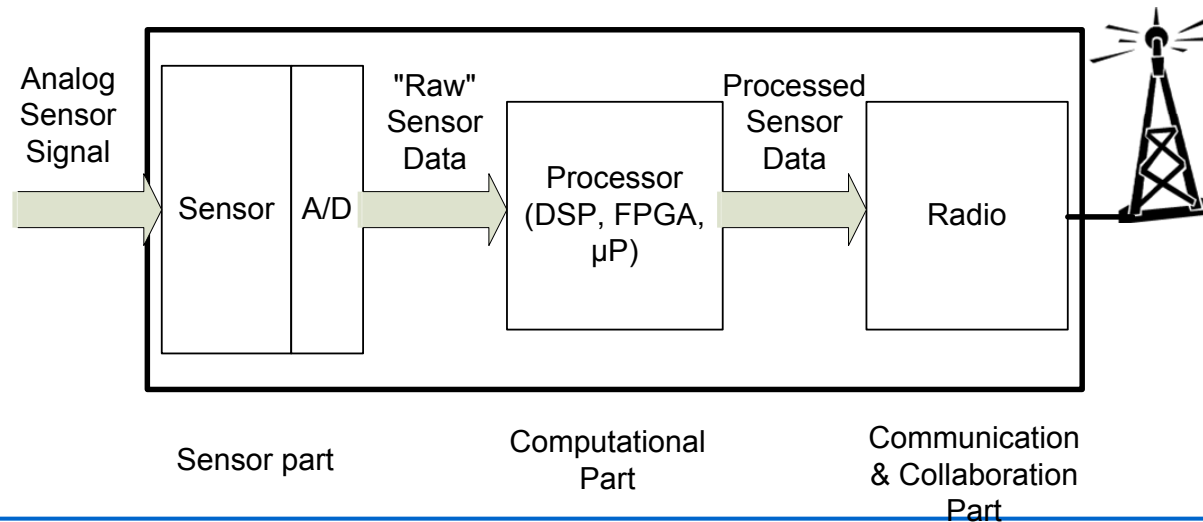 Analog
Sensor
Signal
Sensor
A/D
"Raw"
Sensor
Data
Processor
(DSP, FPGA,
µP)
Processed
Sensor
Data
Radio
Sensor part
Computational
Part
Communication
& Collaboration
Part